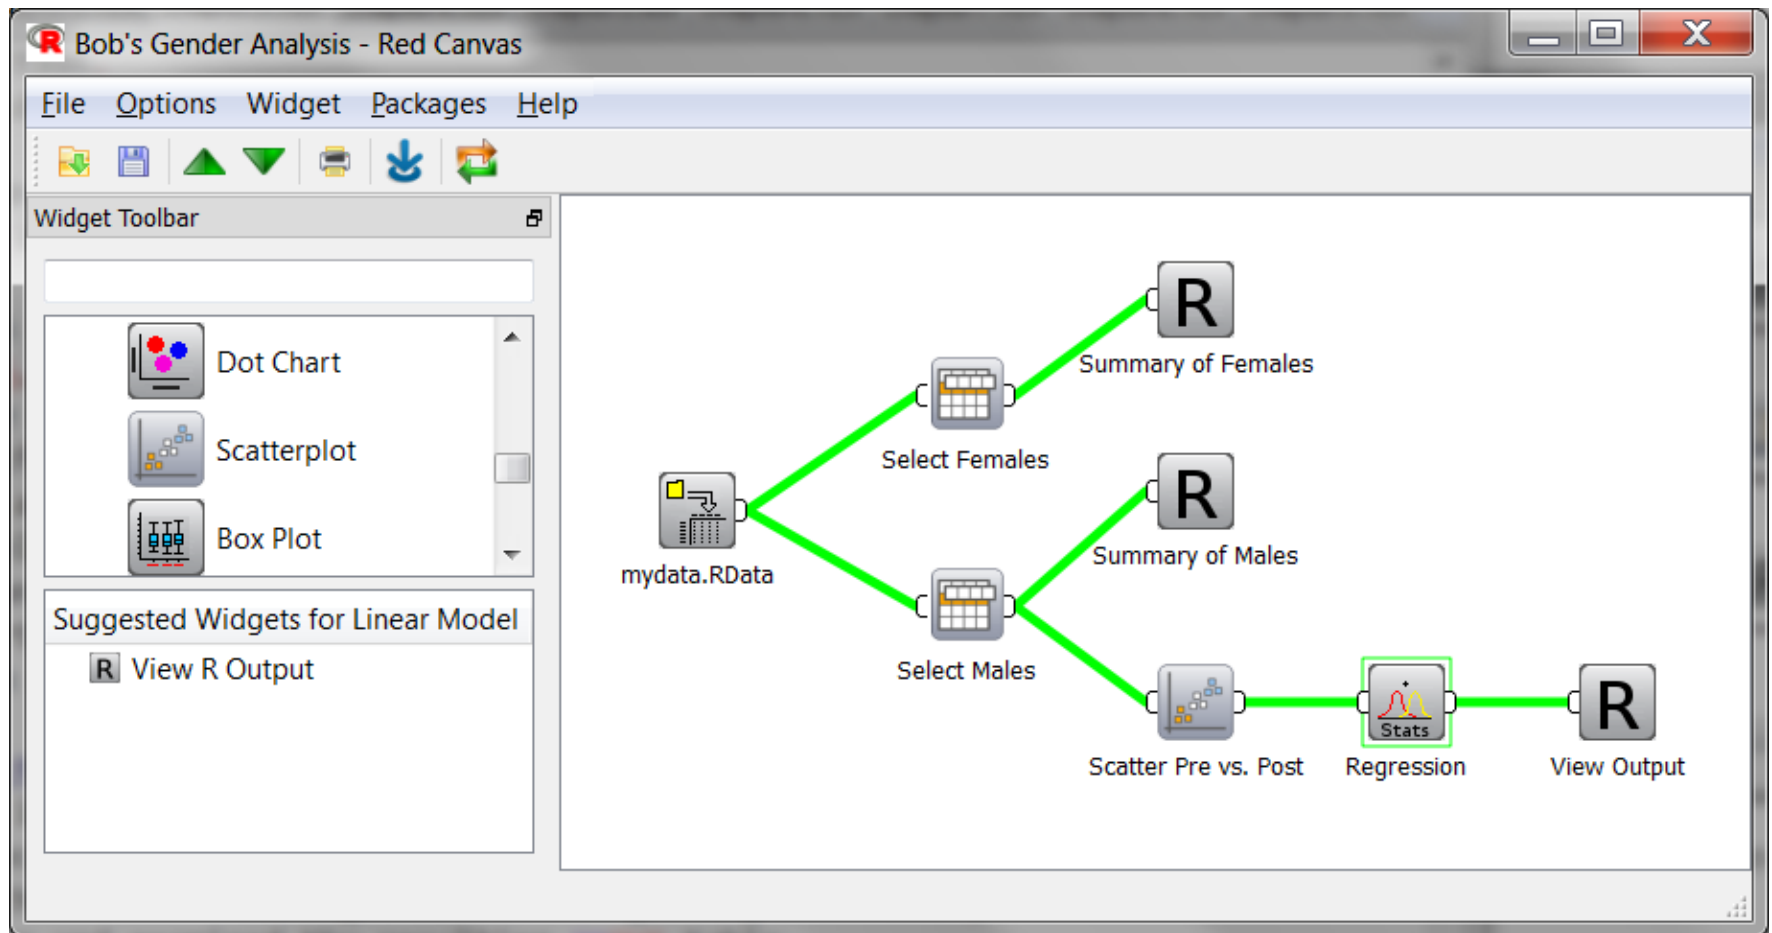 Bob's Gender Analysis - Red Canvas
File Options Widget Packages Help
Widget Toolbar
Dot Chart
Scatterplot
Box Plot
Suggested Widgets for Linear Model
R View R Output
R
Summary of Females
Select Females
R
Summary of Males
mydata.RData
Select Males
Stats
R
Scatter Pre vs. Post
Regression
View Output